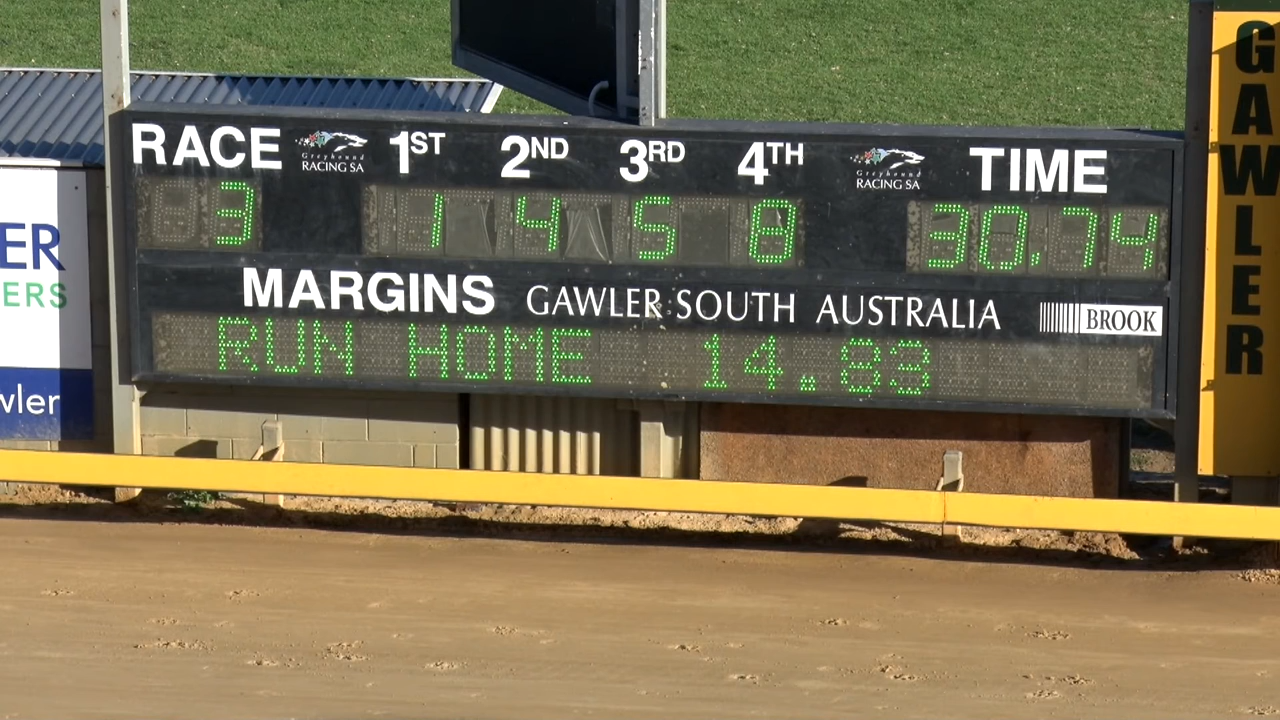 RACE Greyhound RACING SA 1ST 2ND 3RD 4TH Greyhound RACING SA TIME
3 1 4 5 8 30.74
MARGINS GAWLER SOUTH AUSTRALIA BROOK
RUN HOME 14.83
ER
ERS
wler
GAWLER